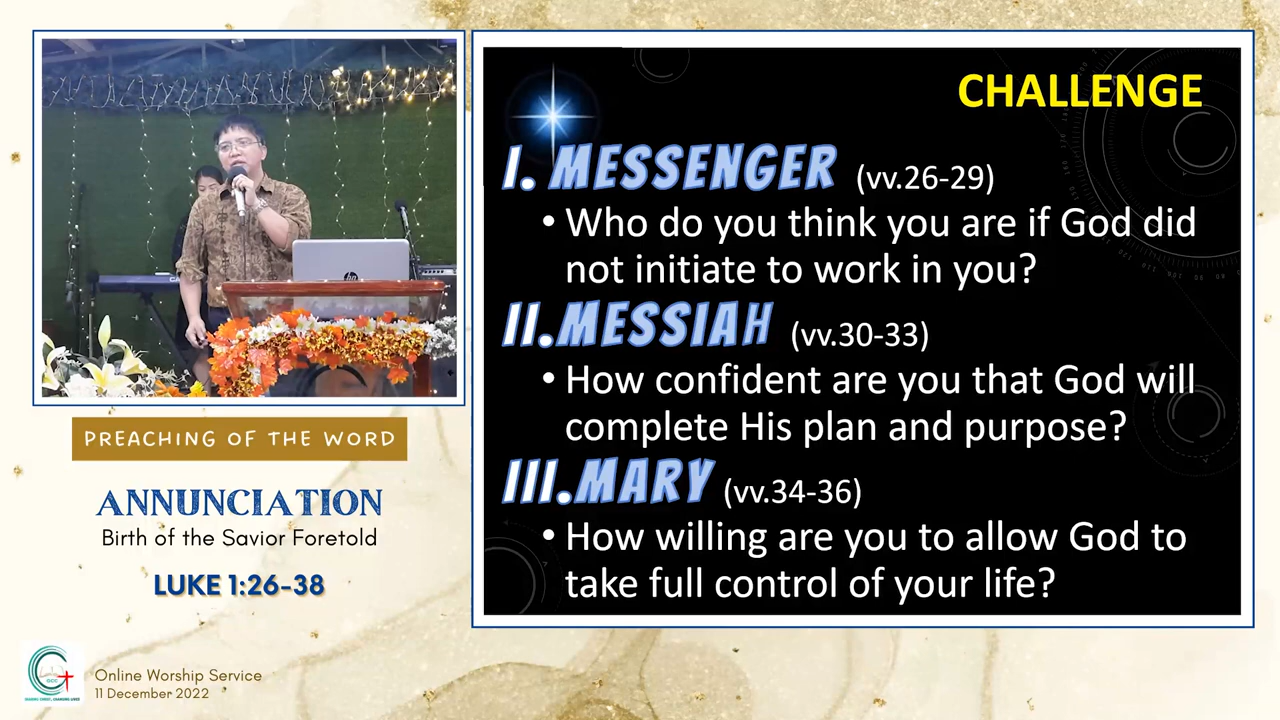 CHALLENGE
I. MESSENGER (vv.26-29)
• Who do you think you are if God did
not initiate to work in you?
II.MESSIAH (vv.30-33)
• How confident are you that God will
complete His plan and purpose?
III.MARY (vv.34-36)
• How willing are you to allow God to
take full control of your life?
hp
PREACHING OF THE WORD
ANNUNCIATION
Birth of the Savior Foretold
LUKE 1:26-38
Online Worship Service
11 December 2022